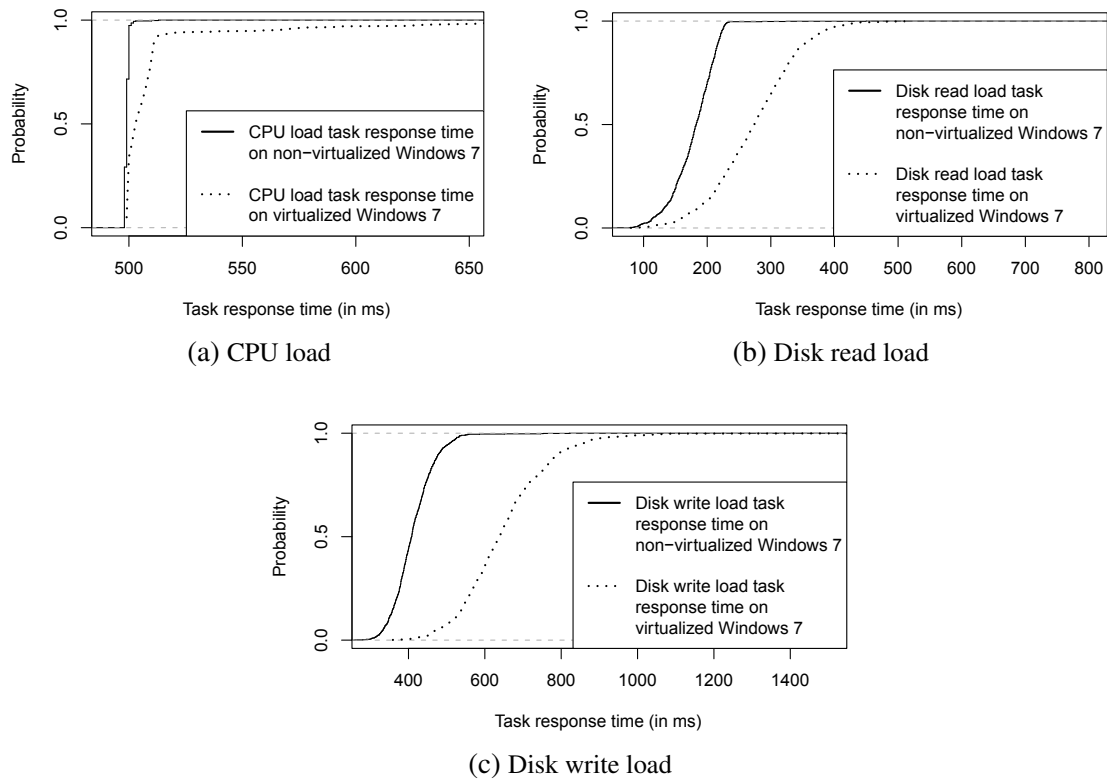 Probability
1.0
0.5
0.0
CPU load task response time
on non−virtualized Windows 7
CPU load task response time
on virtualized Windows 7
500
550
600
650
Task response time (in ms)
(a) CPU load
Probability
1.0
0.5
0.0
Disk read load task
response time on
non−virtualized Windows 7
Disk read load task
response time on
virtualized Windows 7
100
200
300
400
500
600
700
800
Task response time (in ms)
(b) Disk read load
Probability
1.0
0.5
0.0
Disk write load task
response time on
non−virtualized Windows 7
Disk write load task
response time on
virtualized Windows 7
400
600
800
1000
1200
1400
Task response time (in ms)
(c) Disk write load